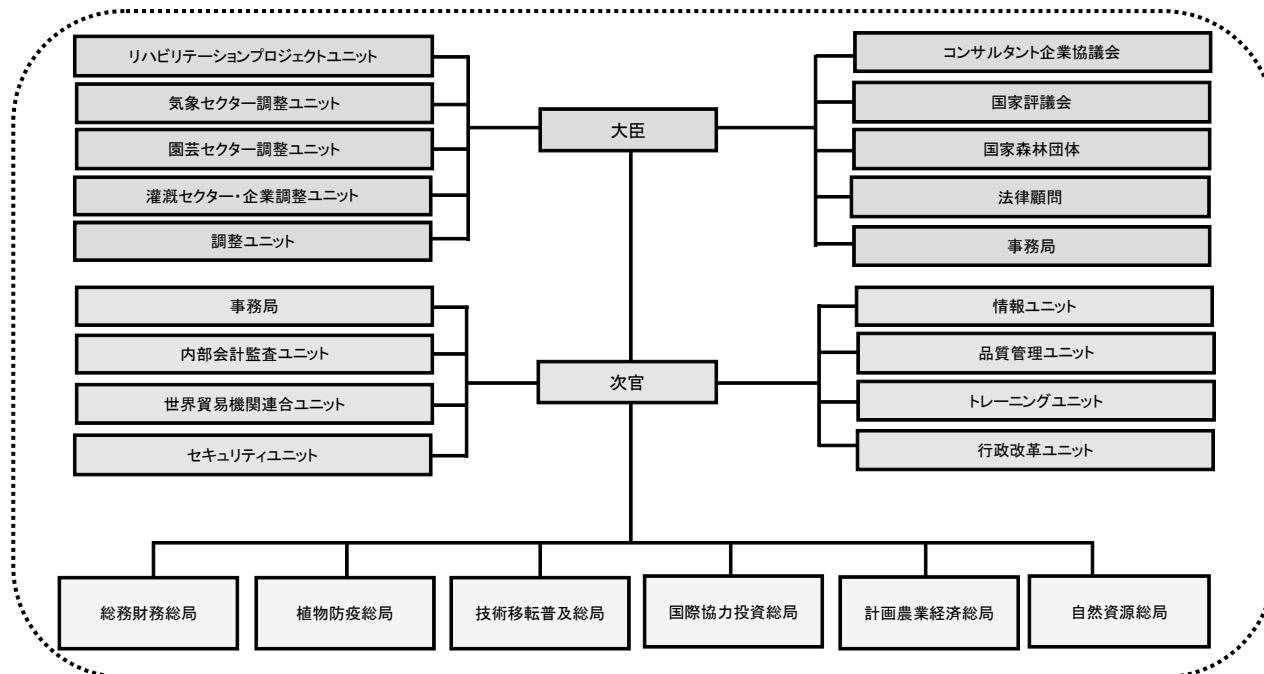 リハビリテーションプロジェクトユニット
気象セクター調整ユニット
園芸セクター調整ユニット
灌漑セクター・企業調整ユニット
調整ユニット
大臣
コンサルタント企業協議会
国家評議会
国家森林団体
法律顧問
事務局
事務局
内部会計監査ユニット
世界貿易機関連合ユニット
セキュリティユニット
次官
情報ユニット
品質管理ユニット
トレーニングユニット
行政改革ユニット
総務財務総局
植物防疫総局
技術移転普及総局
国際協力投資総局
計画農業経済総局
自然資源総局